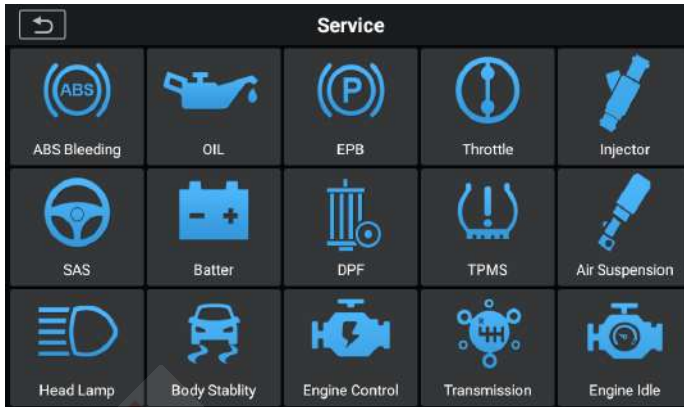 Service
ABS
ABS Bleeding
OIL
P
EPB
Throttle
Injector
SAS
Batter
DPF
TPMS
Air Suspension
Head Lamp
Body Stablity
Engine Control
Transmission
Engine Idle